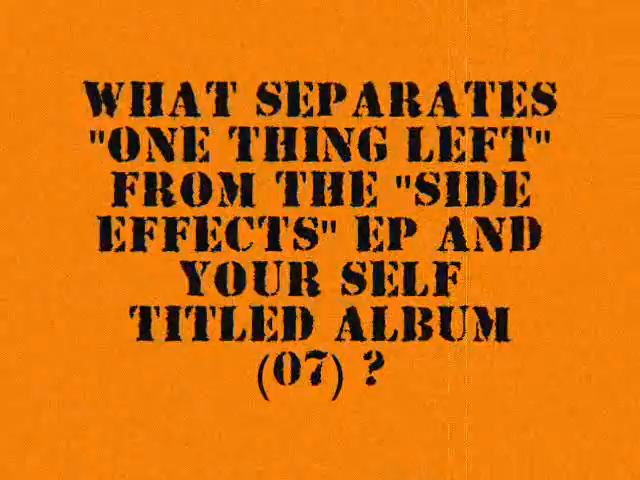 WHAT SEPARATES
"ONE THING LEFT"
FROM THE "SIDE
EFFECTS" EP AND
YOUR SELF
TITLED ALBUM
(07) ?